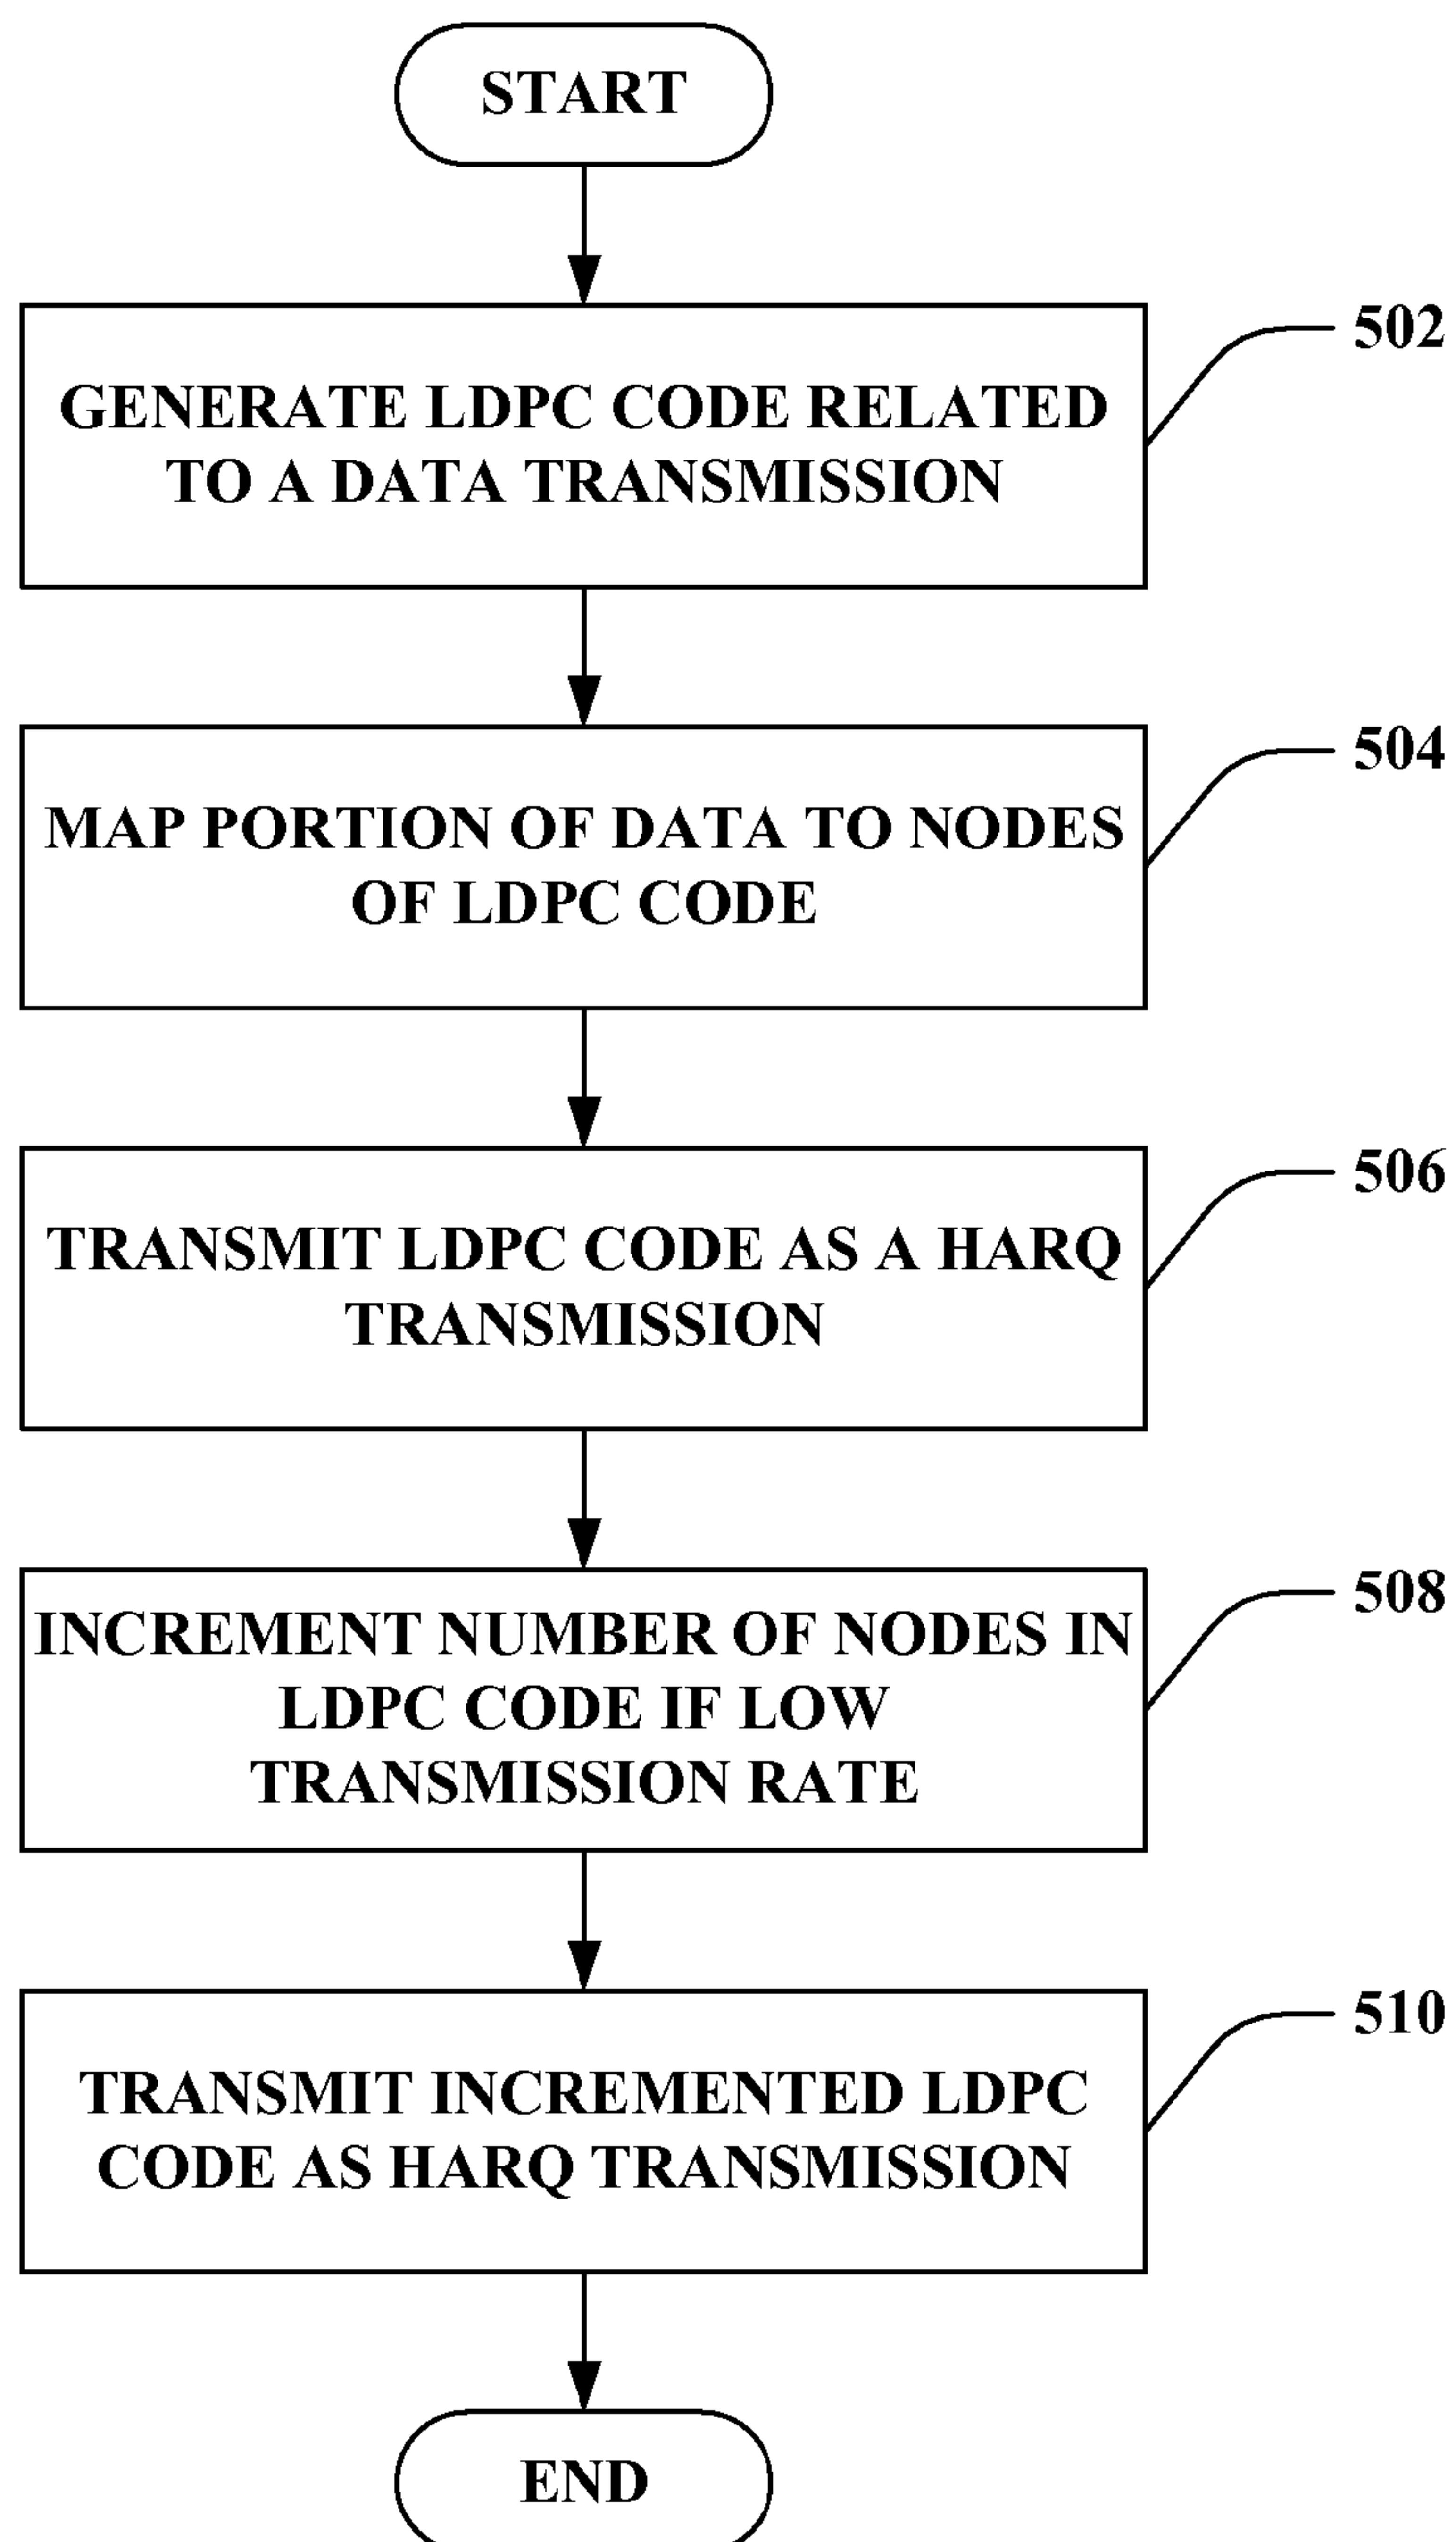 START
502
GENERATE LDPC CODE RELATED
TO A DATA TRANSMISSION
504
MAP PORTION OF DATA TO NODES
OF LDPC CODE
506
TRANSMIT LDPC CODE AS A HARQ
TRANSMISSION
508
INCREMENT NUMBER OF NODES IN
LDPC CODE IF LOW
TRANSMISSION RATE
510
TRANSMIT INCREMENTED LDPC
CODE AS HARQ TRANSMISSION
END